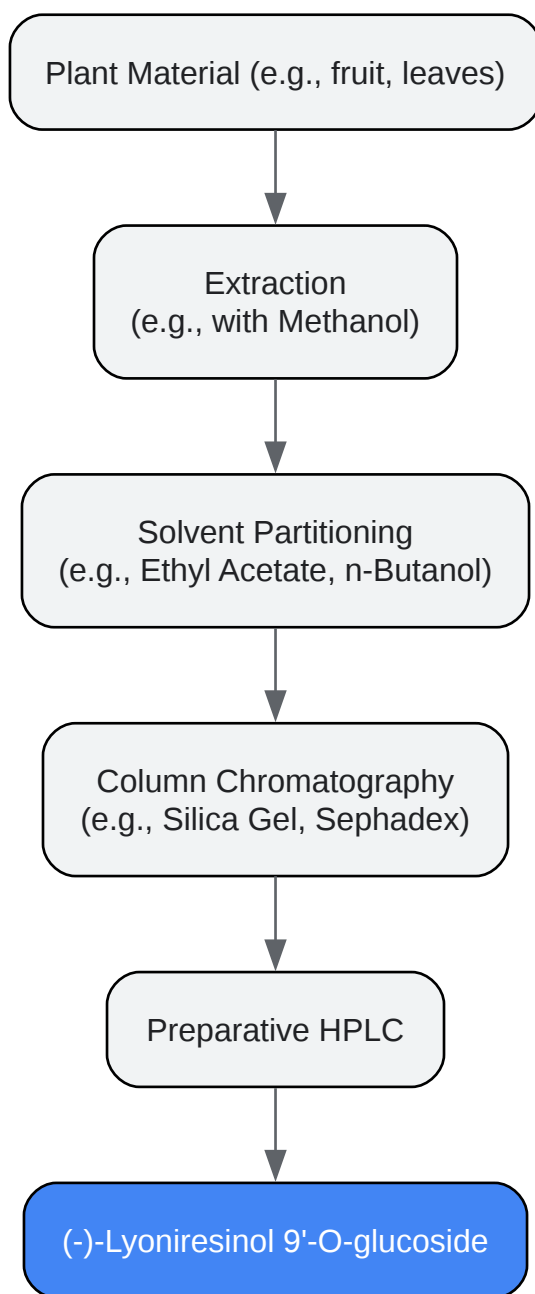 Plant Material (e.g., fruit, leaves)
Extraction
(e.g., with Methanol)
Solvent Partitioning
(e.g., Ethyl Acetate, n-Butanol)
Column Chromatography
(e.g., Silica Gel, Sephadex)
Preparative HPLC
(-)-Lyoniresinol 9'-O-glucoside